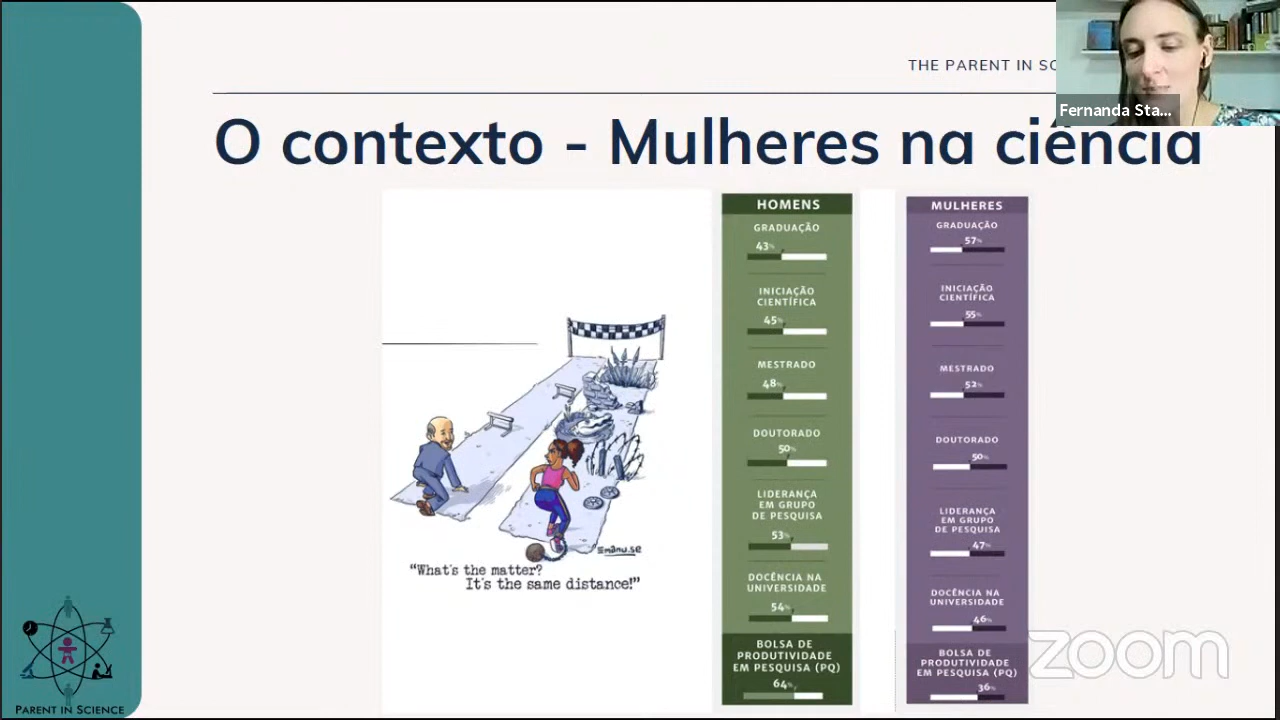 THE PARENT IN SC
Fernanda Sta...
O contexto - Mulheres na ciência
HOMENS
GRADUAÇÃO
43%
INICIAÇÃO
CIENTÍFICA
45%
MESTRADO
48%
DOUTORADO
50%
LIDERANÇA
EM GRUPO
DE PESQUISA
53%
DOCÊNCIA NA
UNIVERSIDADE
54%
BOLSA DE
PRODUTIVIDADE
EM PESQUISA (PQ)
64%
MULHERES
GRADUAÇÃO
57%
INICIAÇÃO
CIENTÍFICA
55%
MESTRADO
52%
DOUTORADO
50%
LIDERANÇA
EM GRUPO
DE PESQUISA
47%
DOCÊNCIA NA
UNIVERSIDADE
46%
BOLSA DE
PRODUTIVIDADE
EM PESQUISA (PQ)
36%
Emanu.se
"What's the matter?
It's the same distance!"
PARENT IN SCIENCE
zoom